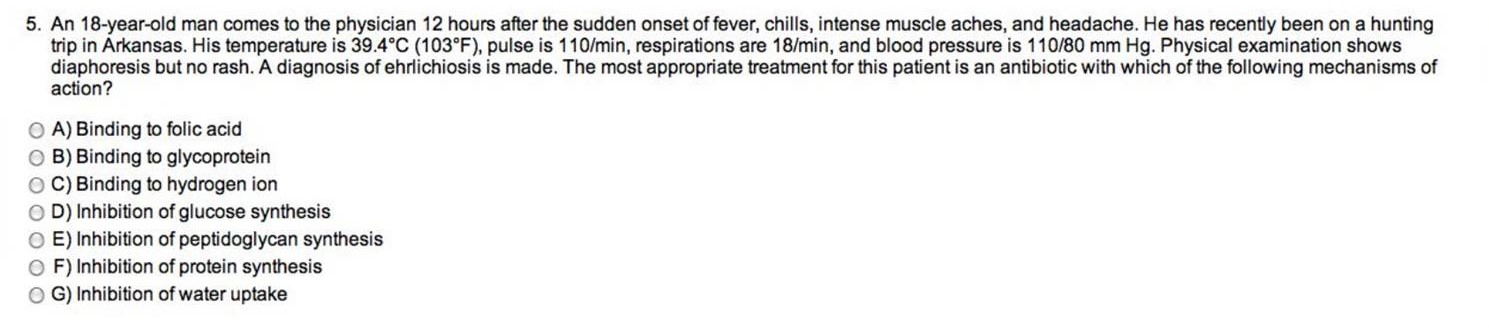 5. An 18-year-old man comes to the physician 12 hours after the sudden onset of fever, chills, intense muscle aches, and headache. He has recently been on a hunting
trip in Arkansas. His temperature is 39.4°C (103°F), pulse is 110/min, respirations are 18/min, and blood pressure is 110/80 mm Hg. Physical examination shows
diaphoresis but no rash. A diagnosis of ehrlichiosis is made. The most appropriate treatment for this patient is an antibiotic with which of the following mechanisms of
action?
A) Binding to folic acid
B) Binding to glycoprotein
C) Binding to hydrogen ion
D) Inhibition of glucose synthesis
E) Inhibition of peptidoglycan synthesis
F) Inhibition of protein synthesis
G) Inhibition of water uptake